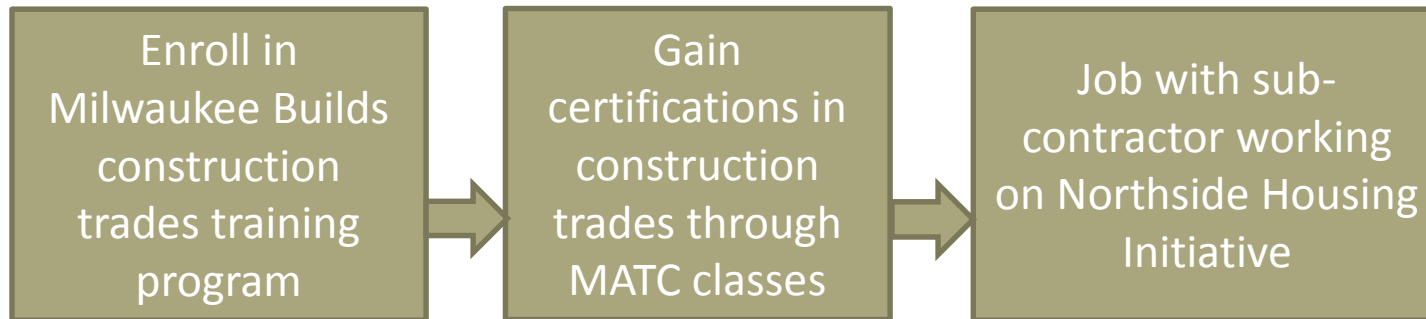 Enroll in
Milwaukee Builds
construction
trades training
program
Gain
certifications in
construction
trades through
MATC classes
Job with sub-
contractor working
on Northside Housing
Initiative